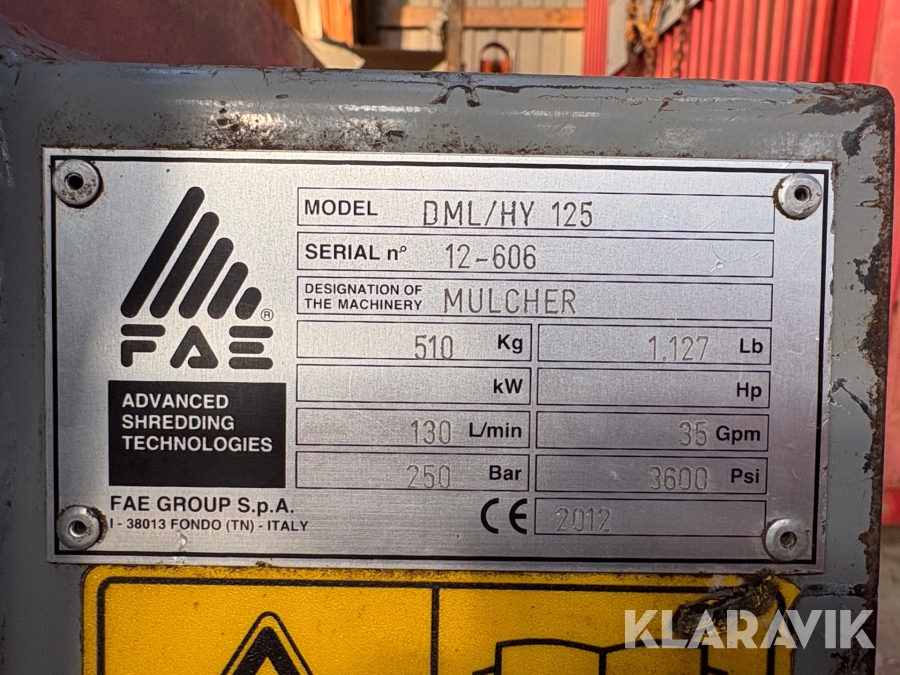 FAE®
ADVANCED
SHREDDING
TECHNOLOGIES
FAE GROUP S.p.A.
I - 38013 FONDO (TN) - ITALY
MODEL DML/HY 125
SERIAL n° 12-606
DESIGNATION OF
THE MACHINERY MULCHER
510 Kg 1.127 Lb
kW Hp
130 L/min 35 Gpm
250 Bar 3600 Psi
CE 2012
KLARAVIK